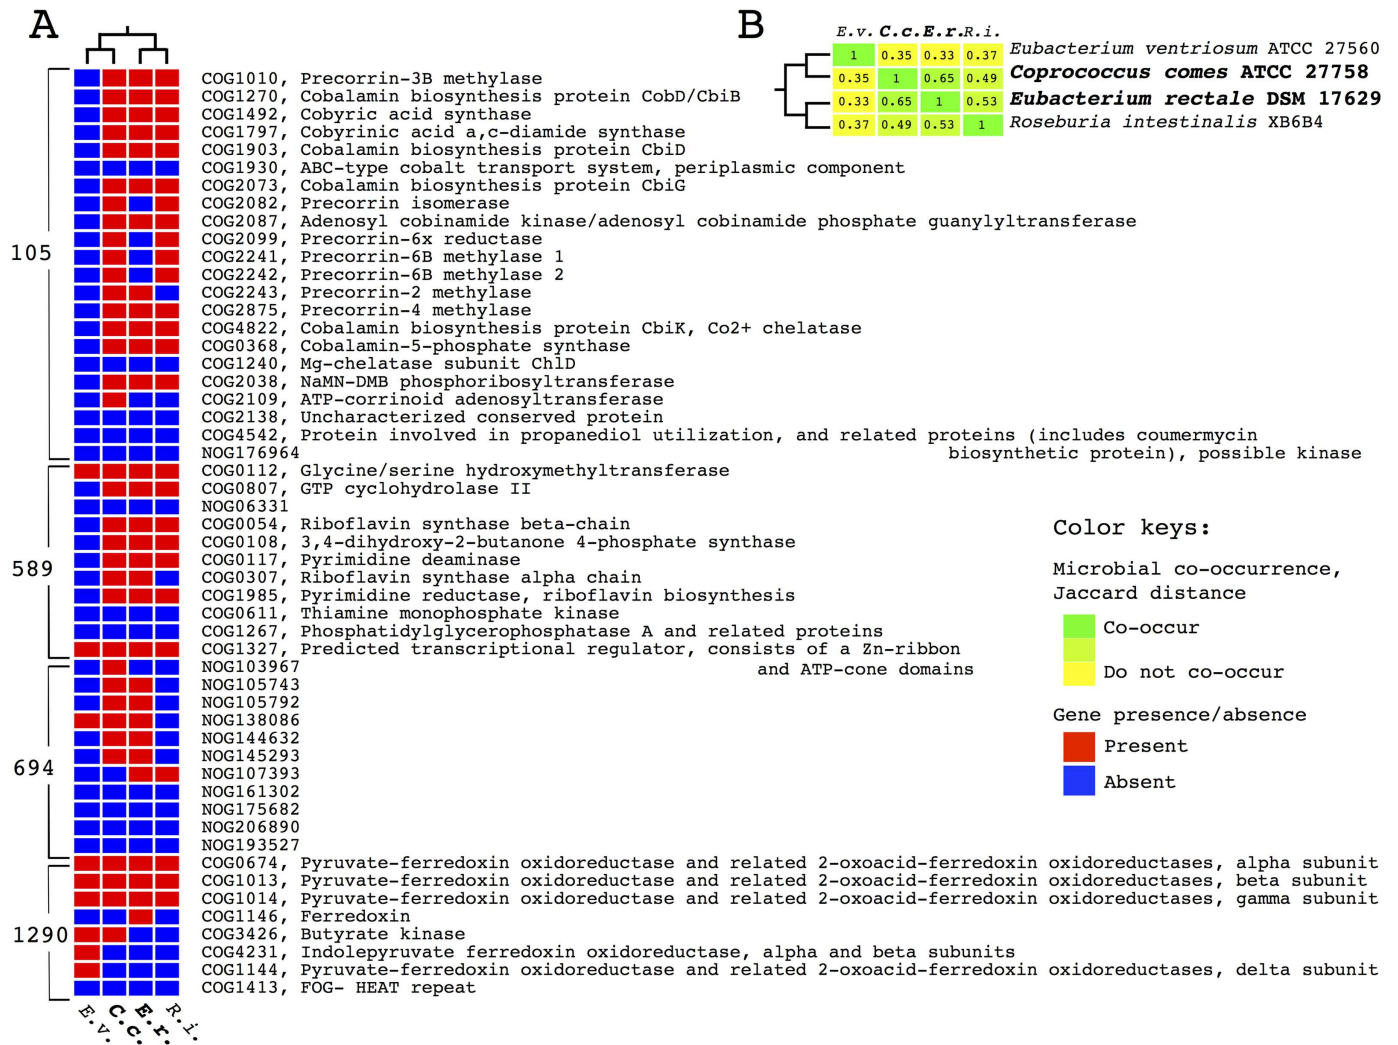 A
B
E.v. C.c. E.r. R.i.
1 0.35 0.33 0.37 Eubacterium ventriosum ATCC 27560
0.35 1 0.65 0.49 Coprococcus comes ATCC 27758
0.33 0.65 1 0.53 Eubacterium rectale DSM 17629
0.37 0.49 0.53 1 Roseburia intestinalis XB6B4
105
COG1010, Precorrin-3B methylase
COG1270, Cobalamin biosynthesis protein CobD/CbiB
COG1492, Cobyric acid synthase
COG1797, Cobyrinic acid a,c-diamide synthase
COG1903, Cobalamin biosynthesis protein CbiD
COG1930, ABC-type cobalt transport system, periplasmic component
COG2073, Cobalamin biosynthesis protein CbiG
COG2082, Precorrin isomerase
COG2087, Adenosyl cobinamide kinase/adenosyl cobinamide phosphate guanylyltransferase
COG2099, Precorrin-6x reductase
COG2241, Precorrin-6B methylase 1
COG2242, Precorrin-6B methylase 2
COG2243, Precorrin-2 methylase
COG2875, Precorrin-4 methylase
COG4822, Cobalamin biosynthesis protein CbiK, Co2+ chelatase
COG0368, Cobalamin-5-phosphate synthase
COG1240, Mg-chelatase subunit ChlD
COG2038, NaMN-DMB phosphoribosyltransferase
COG2109, ATP-corrinoid adenosyltransferase
COG2138, Uncharacterized conserved protein
COG4542, Protein involved in propanediol utilization, and related proteins (includes coumermycin
biosynthetic protein), possible kinase
NOG176964
589
COG0112, Glycine/serine hydroxymethyltransferase
COG0807, GTP cyclohydrolase II
NOG06331
COG0054, Riboflavin synthase beta-chain
COG0108, 3,4-dihydroxy-2-butanone 4-phosphate synthase
COG0117, Pyrimidine deaminase
COG0307, Riboflavin synthase alpha chain
COG1985, Pyrimidine reductase, riboflavin biosynthesis
COG0611, Thiamine monophosphate kinase
COG1267, Phosphatidylglycerophosphatase A and related proteins
COG1327, Predicted transcriptional regulator, consists of a Zn-ribbon
and ATP-cone domains
694
NOG103967
NOG105743
NOG105792
NOG138086
NOG144632
NOG145293
NOG107393
NOG161302
NOG175682
NOG206890
NOG193527
1290
COG0674, Pyruvate-ferredoxin oxidoreductase and related 2-oxoacid-ferredoxin oxidoreductases, alpha subunit
COG1013, Pyruvate-ferredoxin oxidoreductase and related 2-oxoacid-ferredoxin oxidoreductases, beta subunit
COG1014, Pyruvate-ferredoxin oxidoreductase and related 2-oxoacid-ferredoxin oxidoreductases, gamma subunit
COG1146, Ferredoxin
COG3426, Butyrate kinase
COG4231, Indolepyruvate ferredoxin oxidoreductase, alpha and beta subunits
COG1144, Pyruvate-ferredoxin oxidoreductase and related 2-oxoacid-ferredoxin oxidoreductases, delta subunit
COG1413, FOG- HEAT repeat
E.v. C.c. E.r. R.i.
Color keys:
Microbial co-occurrence,
Jaccard distance
Co-occur
Do not co-occur
Gene presence/absence
Present
Absent